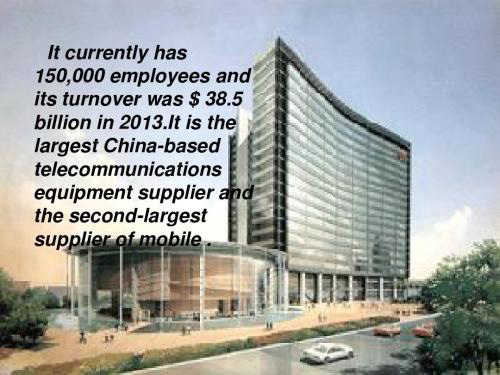 It currently has
150,000 employees and
its turnover was $ 38.5
billion in 2013.It is the
largest China-based
telecommunications
equipment supplier and
the second-largest
supplier of mobile .